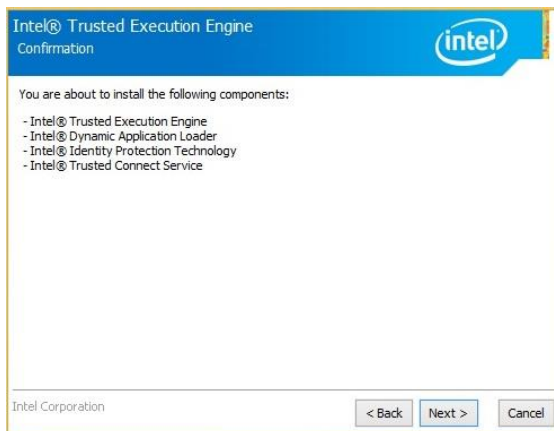 Intel® Trusted Execution Engine
Confirmation
intel
You are about to install the following components:
- Intel® Trusted Execution Engine
- Intel® Dynamic Application Loader
- Intel® Identity Protection Technology
- Intel® Trusted Connect Service
Intel Corporation
< Back Next > Cancel